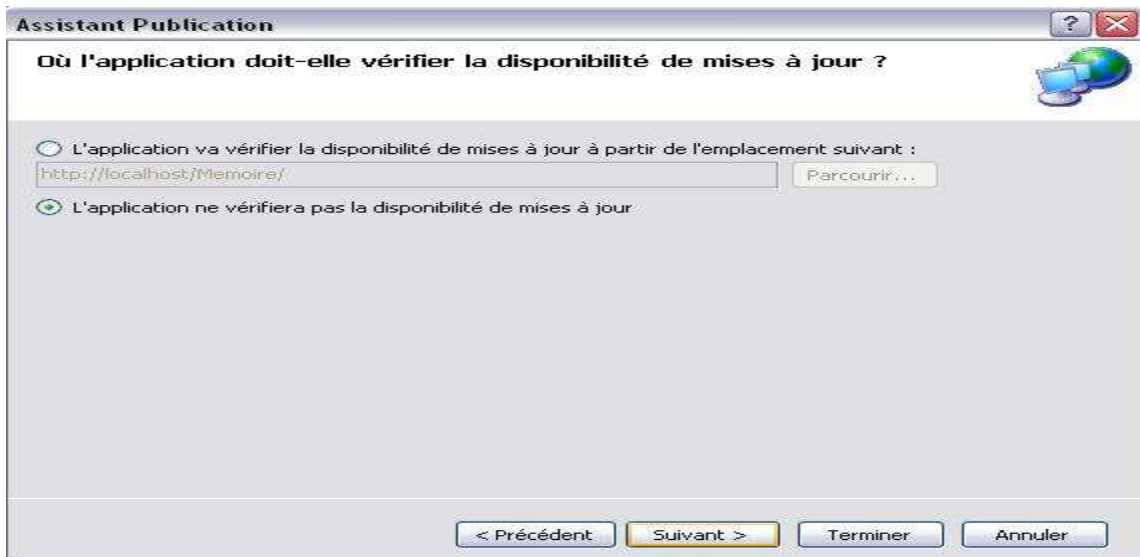 Assistant Publication
Où l'application doit-elle vérifier la disponibilité de mises à jour ?
L'application va vérifier la disponibilité de mises à jour à partir de l'emplacement suivant :
http://localhost/Memoire/
Parcourir...
L'application ne vérifiera pas la disponibilité de mises à jour
< Précédent
Suivant >
Terminer
Annuler